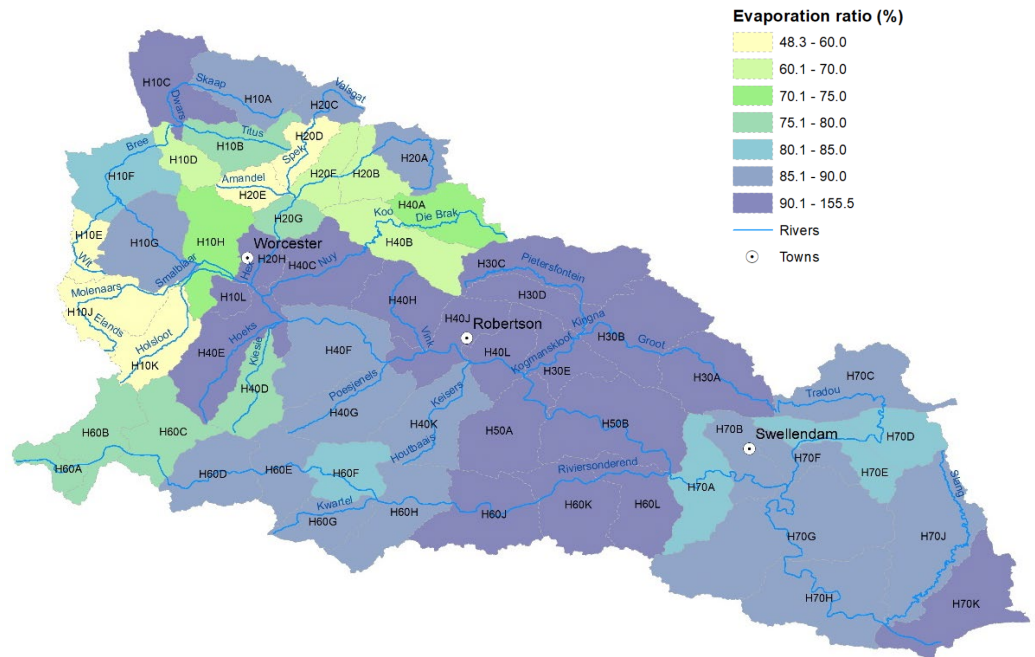 Evaporation ratio (%)
48.3 - 60.0
60.1 - 70.0
70.1 - 75.0
75.1 - 80.0
80.1 - 85.0
85.1 - 90.0
90.1 - 155.5
Rivers
Towns
H10C
Skaap
H10A
Valsgat
H20C
Dwars
Titus
H10B
H20D
Bree
H10D
Spek
H20A
H10F
Amandel
H20E
H20F
H20B
H20G
Koo
H40A
Die Brak
H10E
H10G
H10H
H40B
Wit
Worcester
H20H
H40C
Nuy
H30C
Pietersfontein
Smalblaar
Molenaars
H10L
H40H
H30D
H10J
Elands
Holsloot
Hoeks
Vink
H40J
Robertson
Kingna
H30B
Groot
H10K
H40E
Kiesie
H40F
H40L
Kogmanskloof
H30E
H30A
H70C
H40D
Poesjenels
Keisers
Tradou
H60B
H60C
H40G
H40K
H50A
H50B
H70B
Swellendam
H70D
H60A
Houtbaais
H60D
H60E
H60F
Riviersonderend
H70A
H70F
H70E
Slang
Kwartel
H60G
H60H
H60J
H60K
H60L
H70G
H70J
H70H
H70K